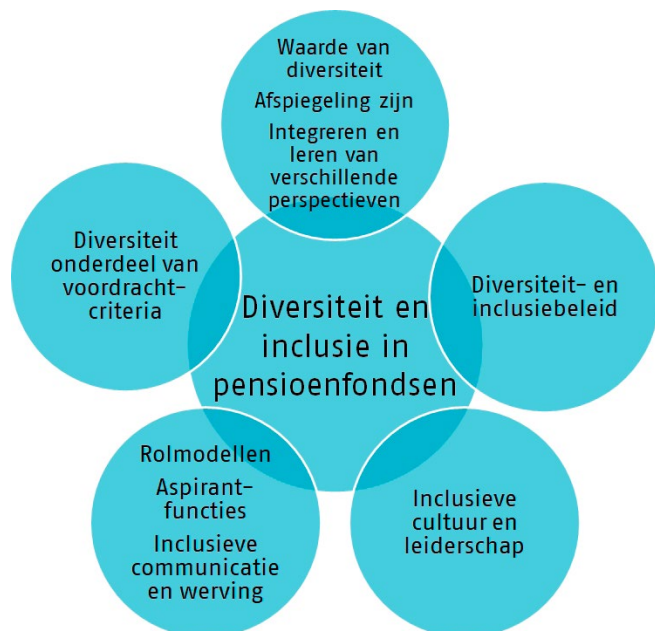 Waarde van
diversiteit
Afspiegeling zijn
Integreren en
leren van
verschillende
perspectieven
Diversiteit
onderdeel van
voordracht-
criteria
Diversiteit en
inclusie in
pensioenfondsen
Diversiteit- en
inclusiebeleid
Rolmodellen
Aspirant-
functies
Inclusieve
communicatie
en werving
Inclusieve
cultuur en
leiderschap